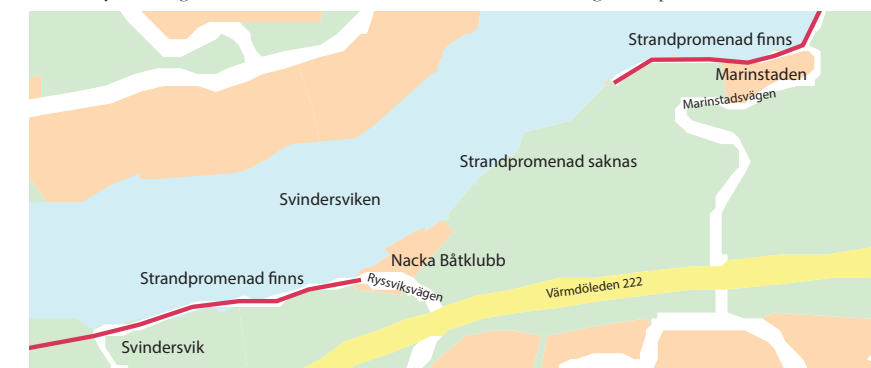 Strandpromenad finns
Marinstaden
Marinstadsvägen
Strandpromenad saknas
Svindersviken
Nacka Båtklubb
Strandpromenad finns
Ryssviksvägen
Värmdöleden 222
Svindersvik